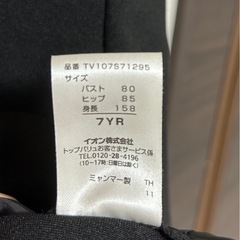 品番 TV107S71295
サイズ
バスト 80
ヒップ 85
身長 158
7YR
イオン株式会社
トップバリュお客さまサービス係
TEL.0120-28-4196
(10〜17時:日曜日は除く)
ミャンマー製 TH
11